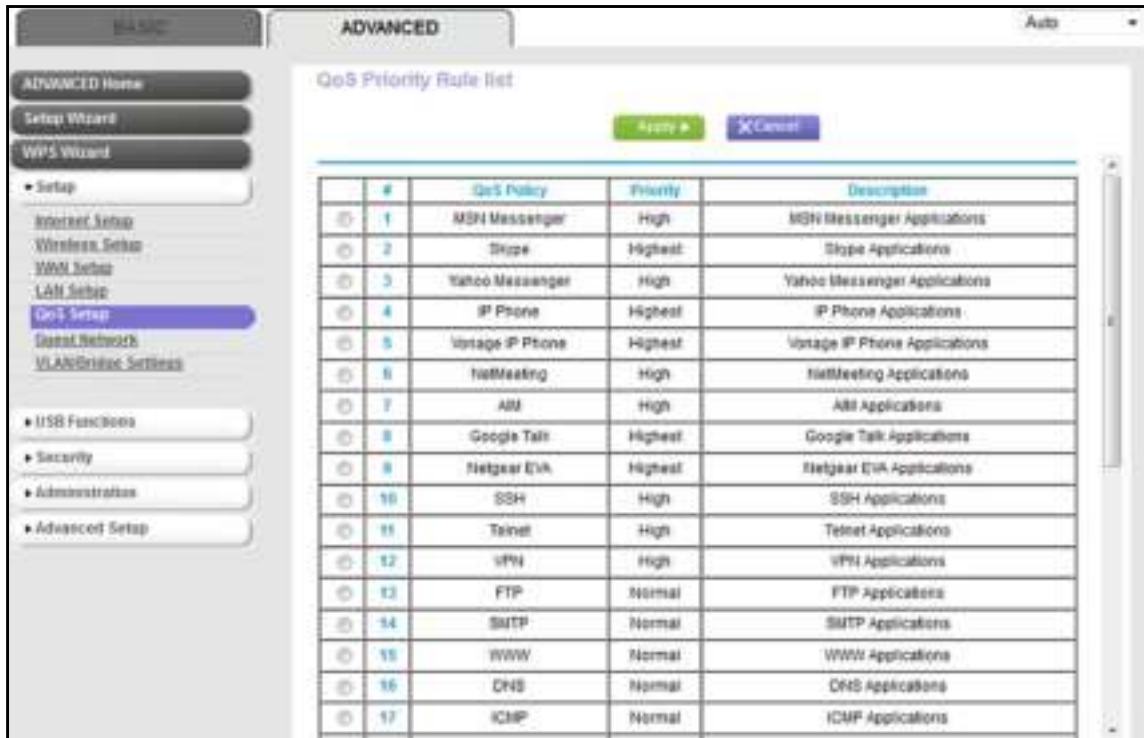 BASIC
ADVANCED
Auto
ADVANCED Home
Setup Wizard
WPS Wizard
Setup
Internet Setup
Wireless Setup
WAN Setup
LAN Setup
QoS Setup
Guest Network
VLAN/Bridge Settings
USB Functions
Security
Administration
Advanced Setup
QoS Priority Rule list
Apply
X Cancel
# QoS Policy Priority Description
1 MSN Messenger High MSN Messenger Applications
2 Skype Highest Skype Applications
3 Yahoo Messenger High Yahoo Messenger Applications
4 IP Phone Highest IP Phone Applications
5 Vonage IP Phone Highest Vonage IP Phone Applications
6 NetMeeting High NetMeeting Applications
7 AIM High AIM Applications
8 Google Talk Highest Google Talk Applications
9 Netgear EVA Highest Netgear EVA Applications
10 SSH High SSH Applications
11 Telnet High Telnet Applications
12 VPN High VPN Applications
13 FTP Normal FTP Applications
14 SMTP Normal SMTP Applications
15 WWW Normal WWW Applications
16 DNS Normal DNS Applications
17 ICMP Normal ICMP Applications